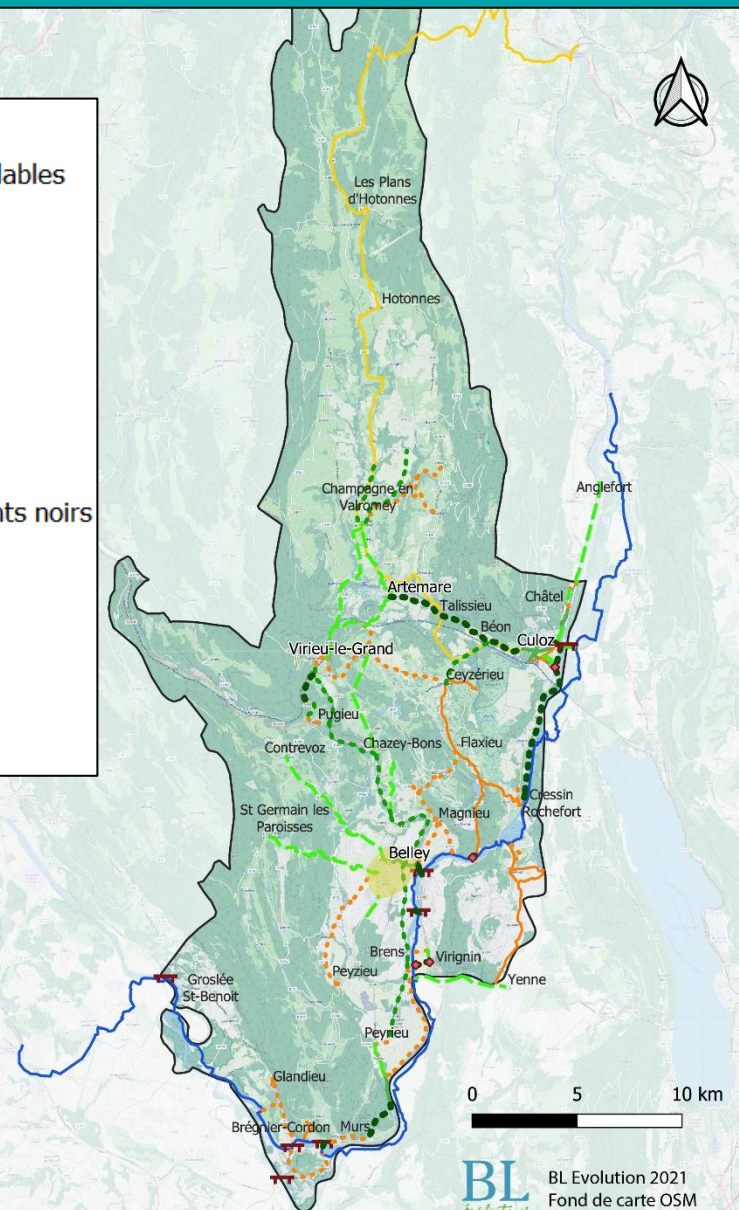 lables
nts noirs
N
Les Plans
d'Hotonnes
Hotonnes
Champagne en
Valromey
Anglefort
Artemare
Châtel
Talissieu
Béon
Culoz
Virieu-le-Grand
Ceyzérieu
Pugieu
Contrevoz
Chazey-Bons
Flaxieu
Cressin
Rochefort
St Germain les
Paroisses
Magnieu
Belley
Brens
Virignin
Peyzieu
Yenne
Groslée
St-Benoit
Peyrieu
Glandieu
Brégnier-Cordon
Murs
0 5 10 km
BL
évolution
BL Evolution 2021
Fond de carte OSM